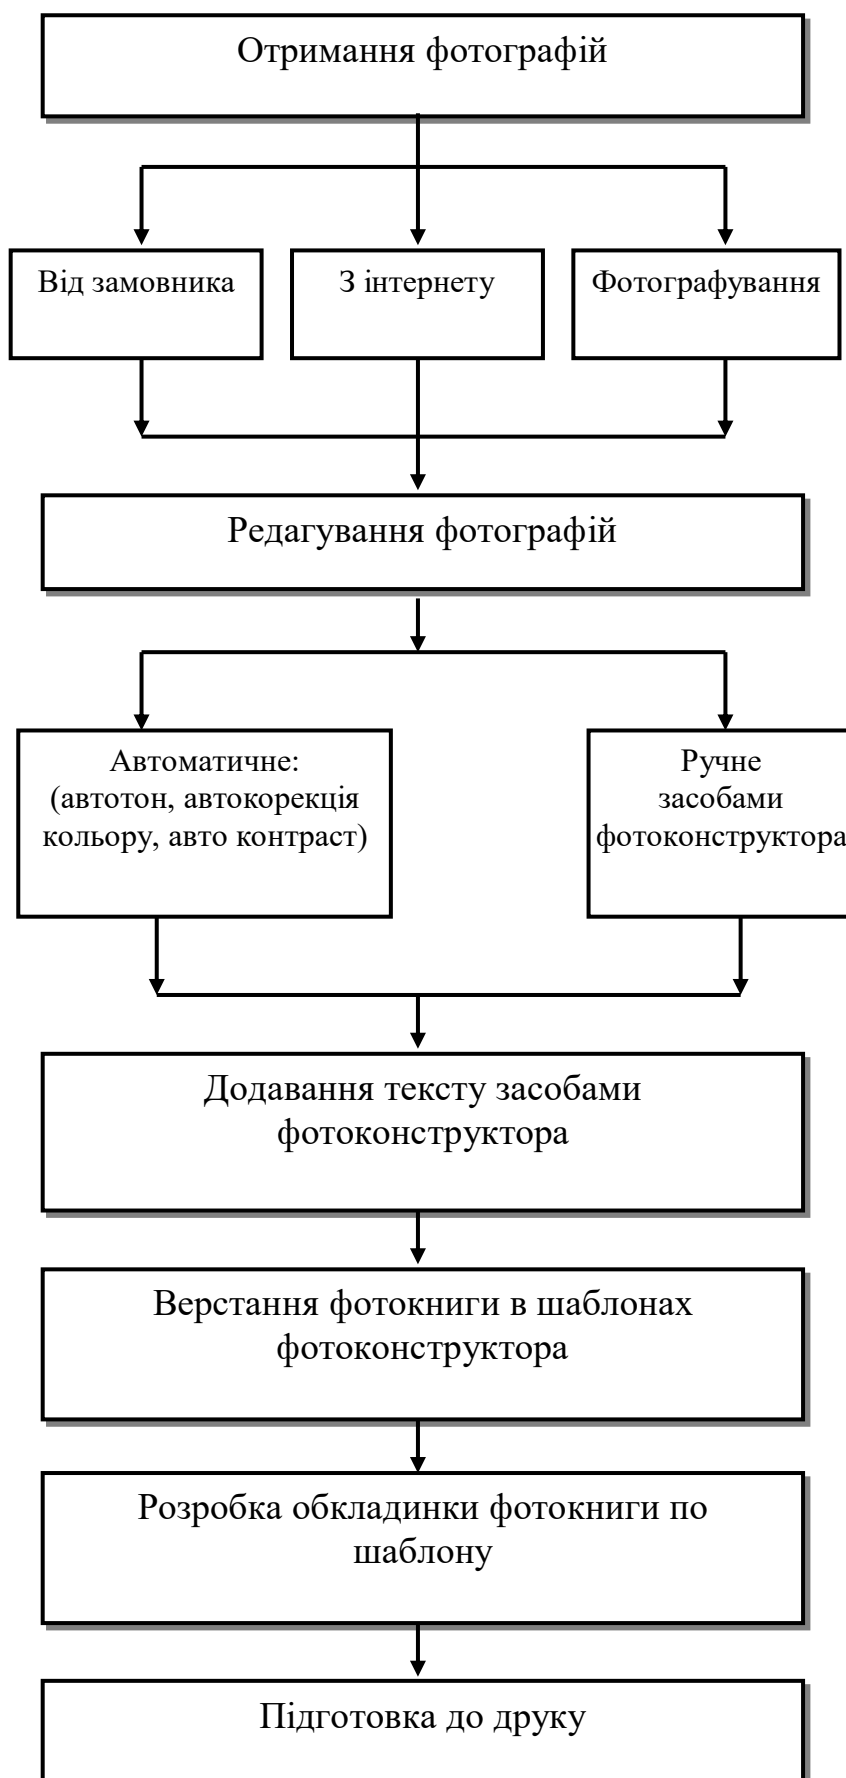 Отримання фотографій
Від замовника
З інтернету
Фотографування
Редагування фотографій
Автоматичне:
(автотон, автокорекція
кольору, авто контраст)
Ручне
засобами
фотоконструктора
Додавання тексту засобами
фотоконструктора
Верстання фотокниги в шаблонах
фотоконструктора
Розробка обкладинки фотокниги по
шаблону
Підготовка до друку